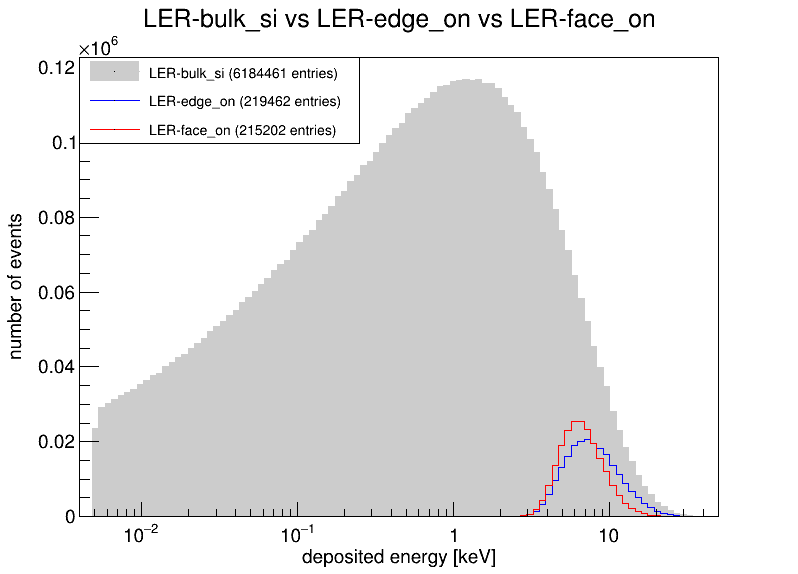 LER-bulk_si vs LER-edge_on vs LER-face_on
×10⁶
0.12
0.1
0.08
0.06
0.04
0.02
0
number of events
LER-bulk_si (6184461 entries)
LER-edge_on (219462 entries)
LER-face_on (215202 entries)
10⁻² 10⁻¹ 1 10
deposited energy [keV]